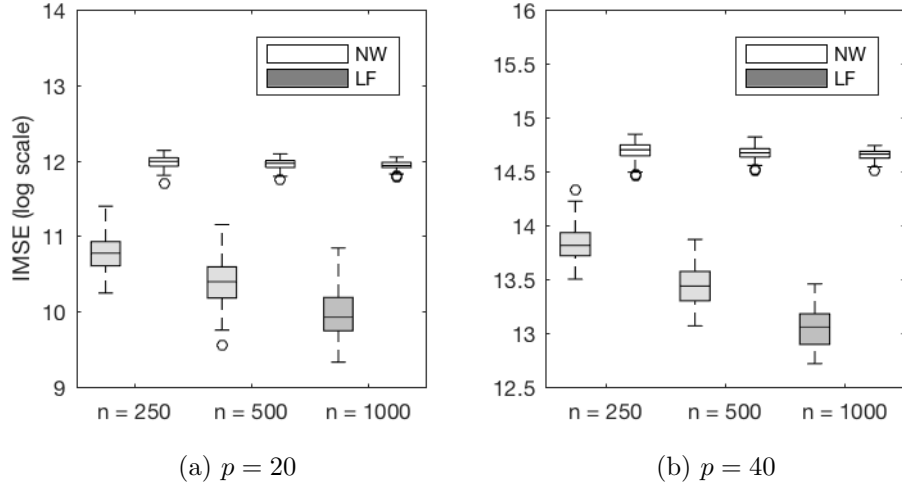 14
13
12
11
10
9
IMSE (log scale)
NW
LF
n = 250 n = 500 n = 1000
(a) p = 20
16
15.5
15
14.5
14
13.5
13
12.5
NW
LF
n = 250 n = 500 n = 1000
(b) p = 40